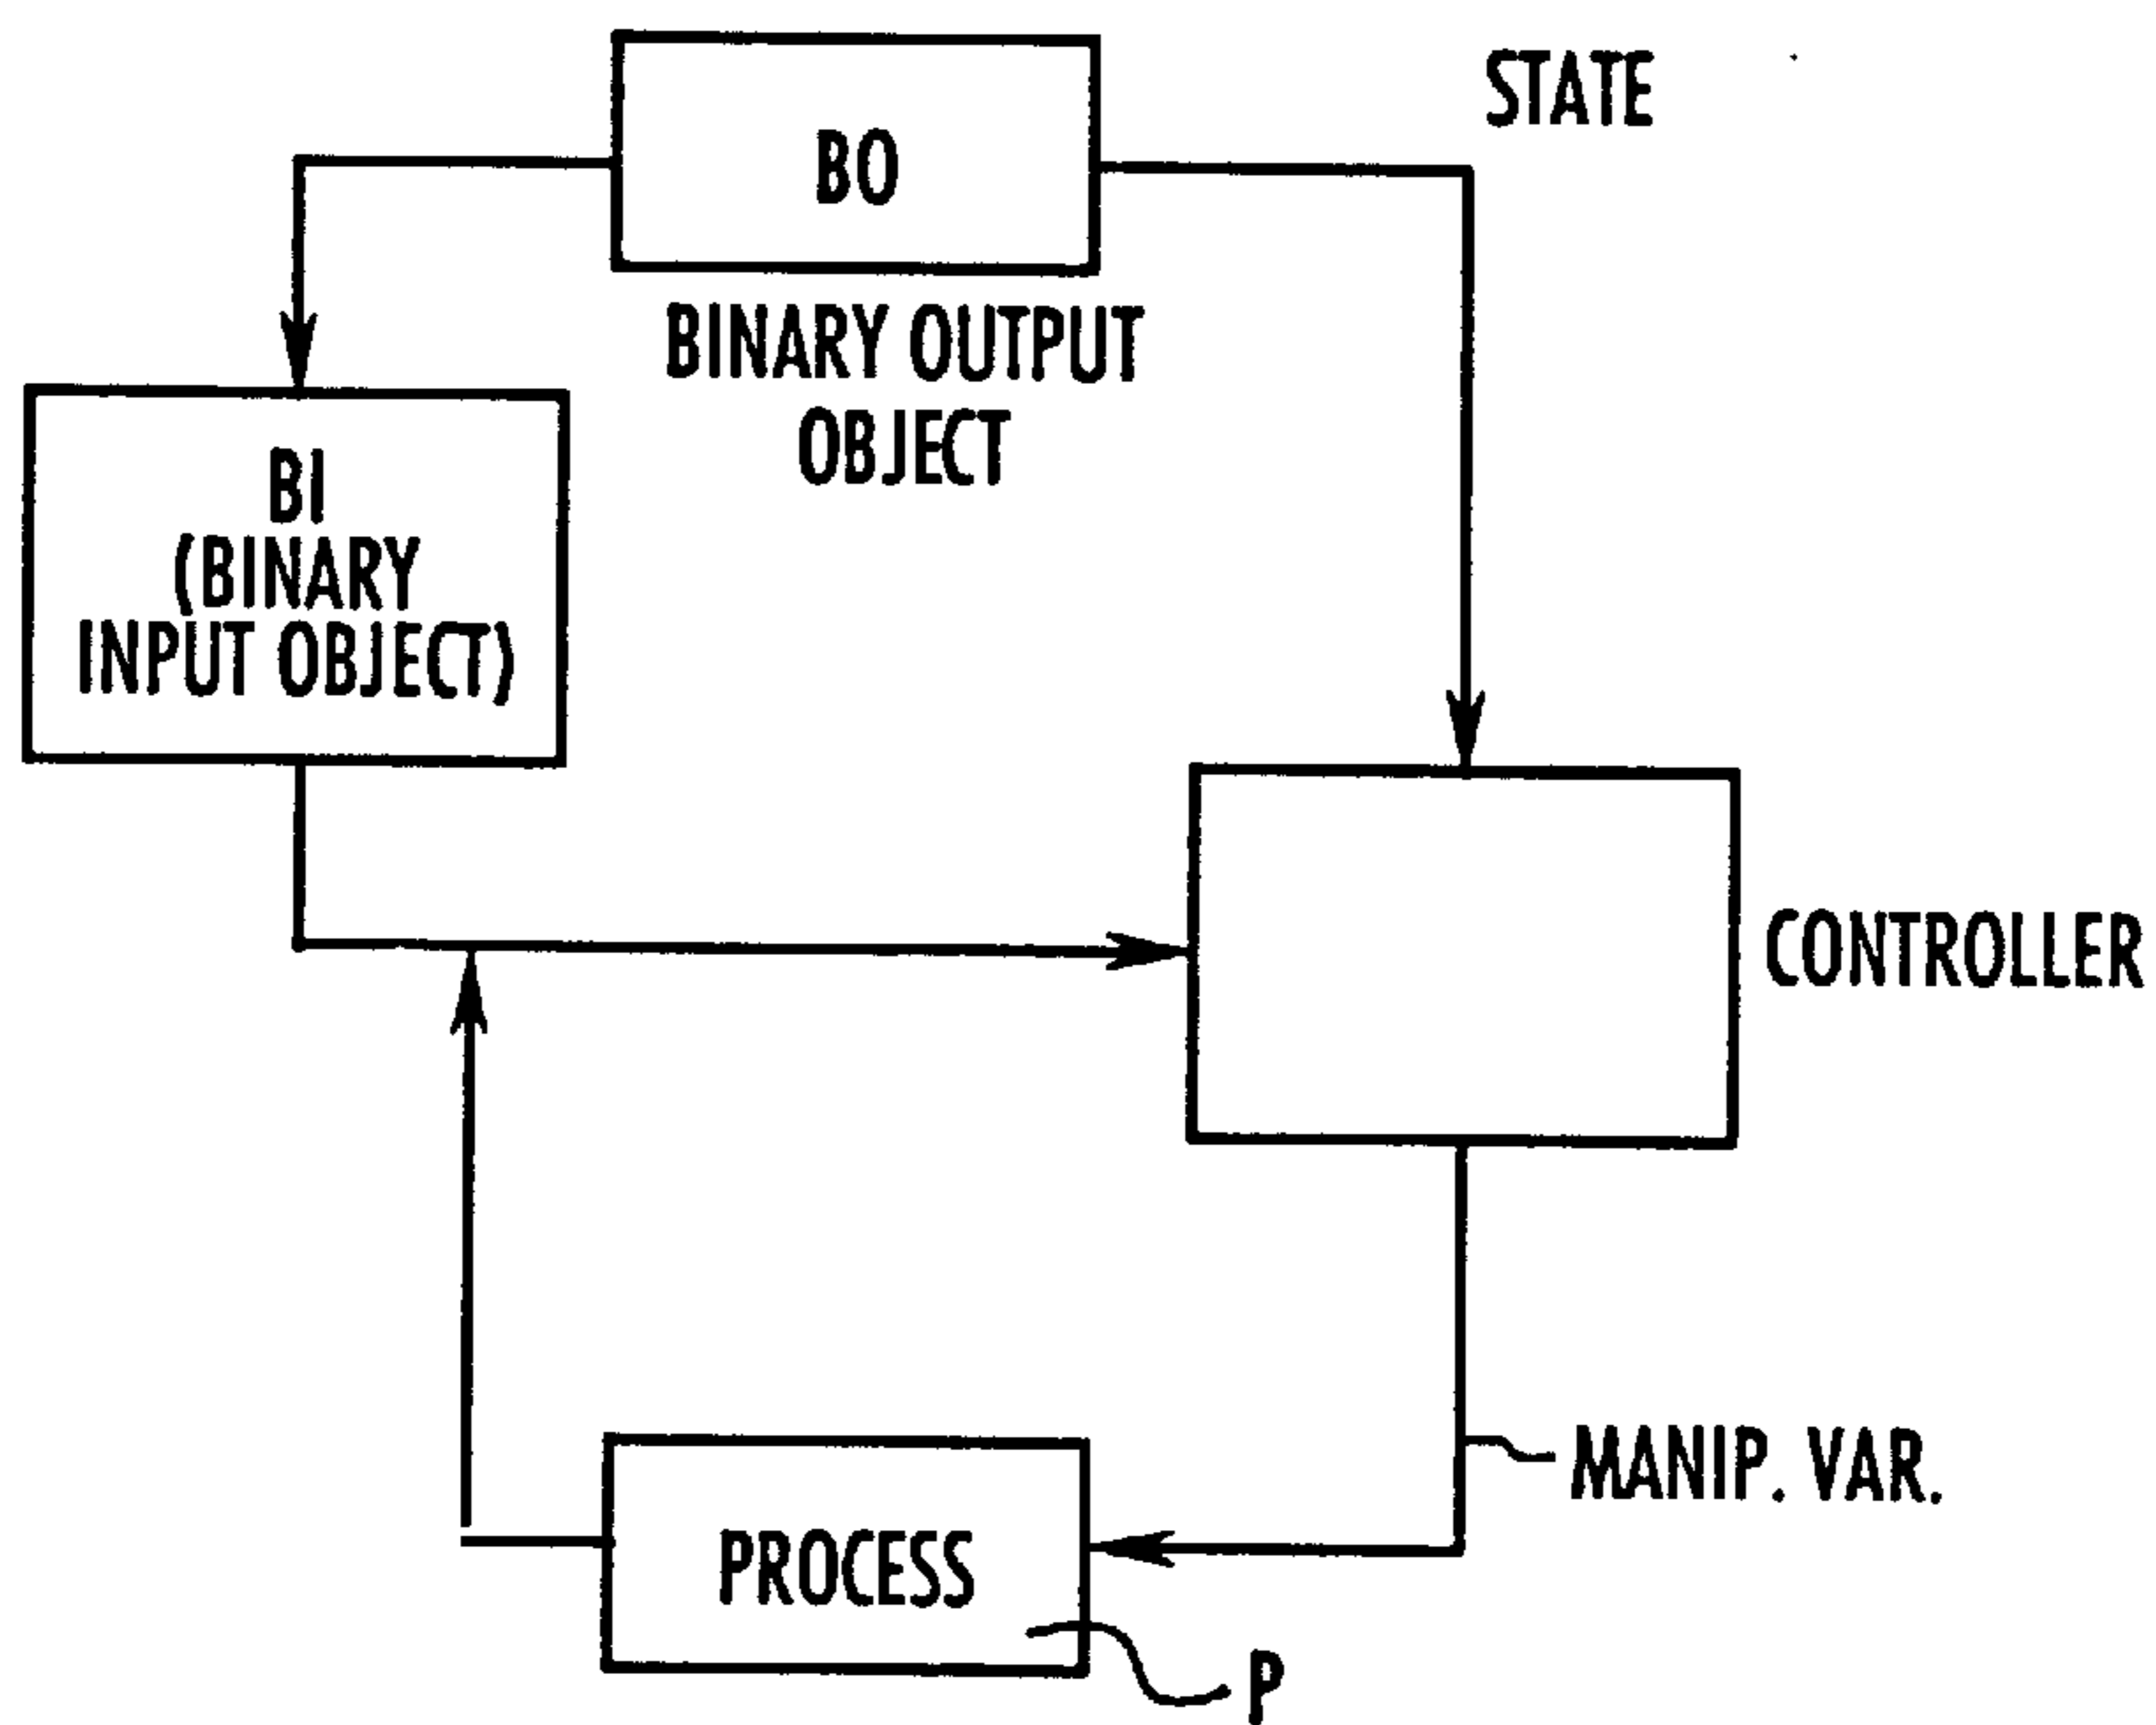 STATE
BO
BINARY OUTPUT
OBJECT
BI
(BINARY
INPUT OBJECT)
CONTROLLER
MANIP. VAR.
PROCESS
P